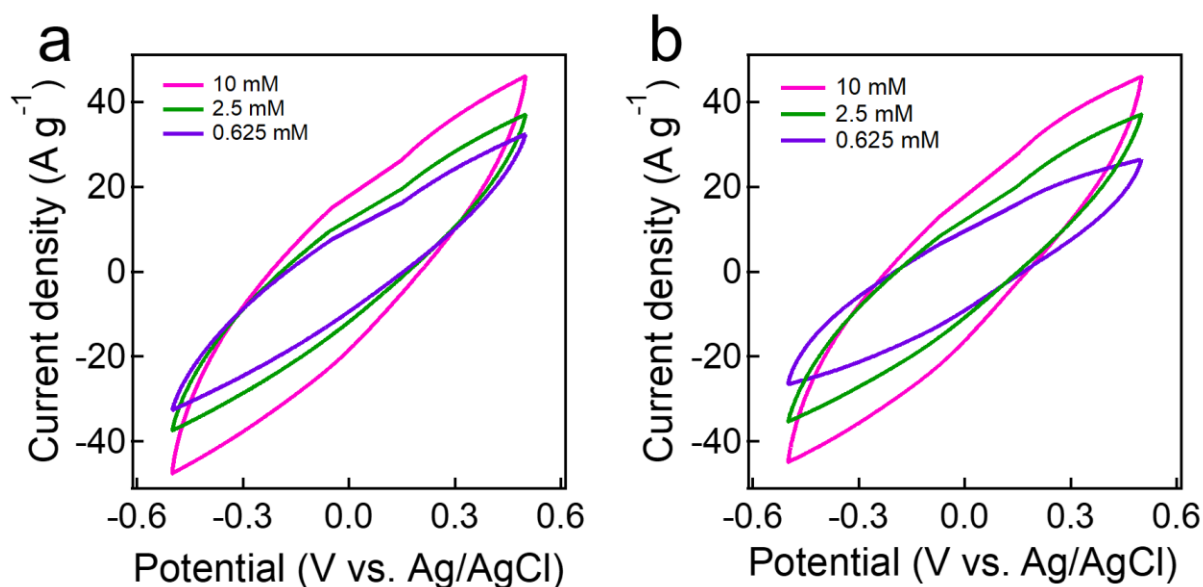 a
10 mM
2.5 mM
0.625 mM
Current density (A g⁻¹)
40
20
0
-20
-40
-0.6
-0.3
0.0
0.3
0.6
Potential (V vs. Ag/AgCl)
b
10 mM
2.5 mM
0.625 mM
Current density (A g⁻¹)
40
20
0
-20
-40
-0.6
-0.3
0.0
0.3
0.6
Potential (V vs. Ag/AgCl)